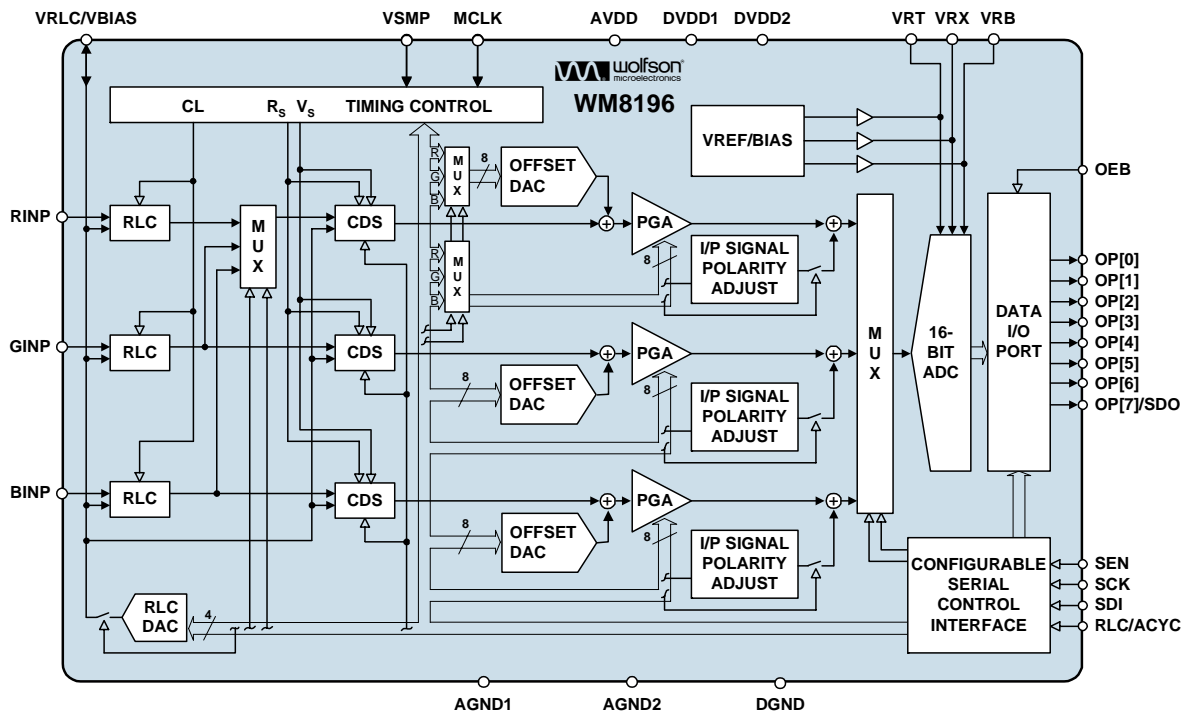 VRLC/VBIAS VSMP MCLK AVDD DVDD1 DVDD2 VRT VRX VRB
wolfson
microelectronics
WM8196
CL RS VS TIMING CONTROL
VREF/BIAS
R
G
B
MUX
8
OFFSET
DAC
OEB
RINP
RLC
MUX
CDS
PGA
R
G
B
MUX
8
I/P SIGNAL
POLARITY
ADJUST
MUX
16-
BIT
ADC
DATA
I/O
PORT
OP[0]
OP[1]
OP[2]
OP[3]
OP[4]
OP[5]
OP[6]
OP[7]/SDO
GINP
RLC
CDS
PGA
8
OFFSET
DAC
8
I/P SIGNAL
POLARITY
ADJUST
BINP
RLC
CDS
PGA
8
OFFSET
DAC
8
I/P SIGNAL
POLARITY
ADJUST
CONFIGURABLE
SERIAL
CONTROL
INTERFACE
SEN
SCK
SDI
RLC/ACYC
RLC
DAC
4
AGND1 AGND2 DGND